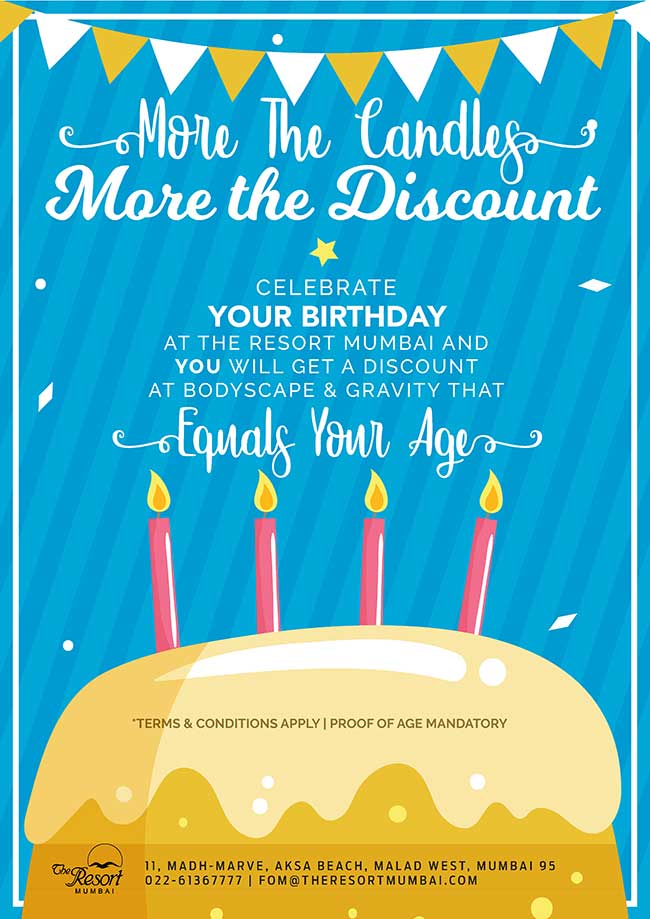 More The Candles
More the Discount
CELEBRATE
YOUR BIRTHDAY
AT THE RESORT MUMBAI AND
YOU WILL GET A DISCOUNT
AT BODYSCAPE & GRAVITY THAT
Equals Your Age
*TERMS & CONDITIONS APPLY | PROOF OF AGE MANDATORY
The Resort
MUMBAI
11, MADH-MARVE, AKSA BEACH, MALAD WEST, MUMBAI 95
022-61367777 | FOM@THERESORTMUMBAI.COM